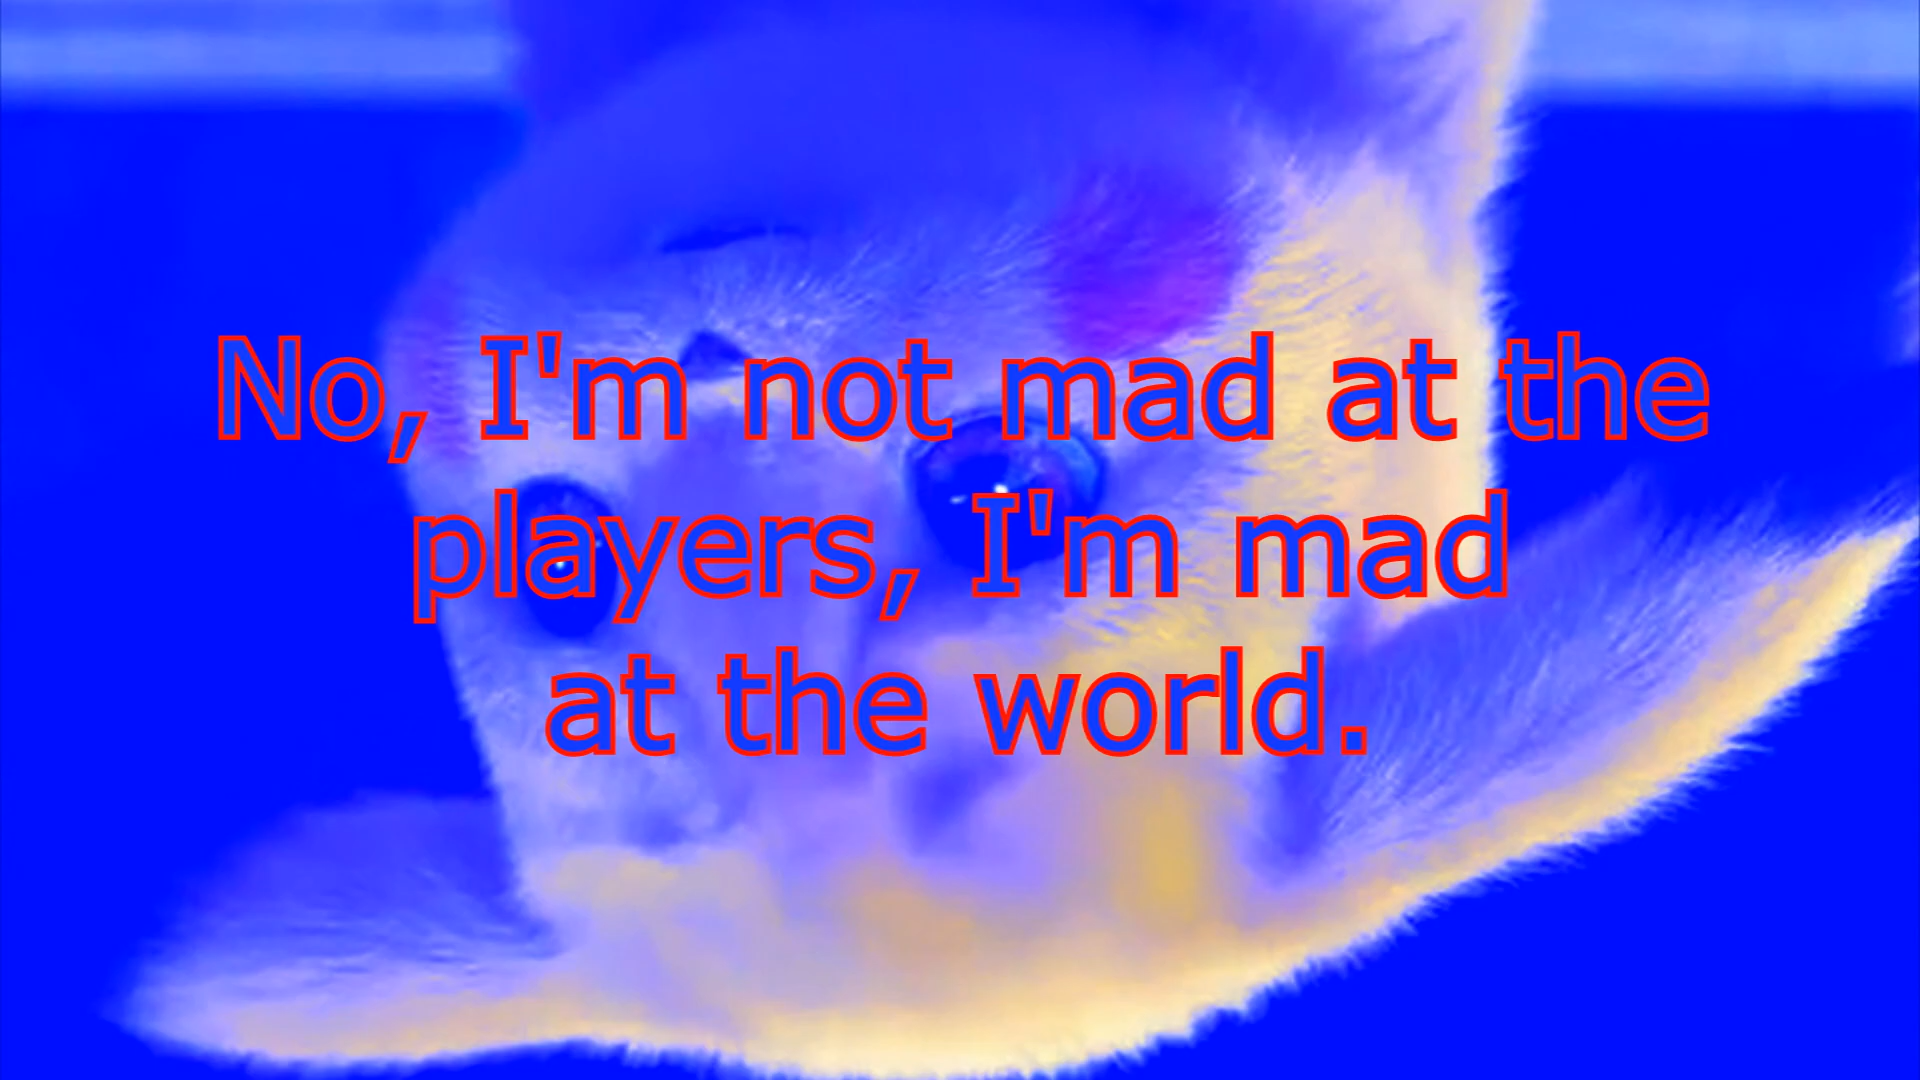 No, I'm not mad at the
players, I'm mad
at the world.